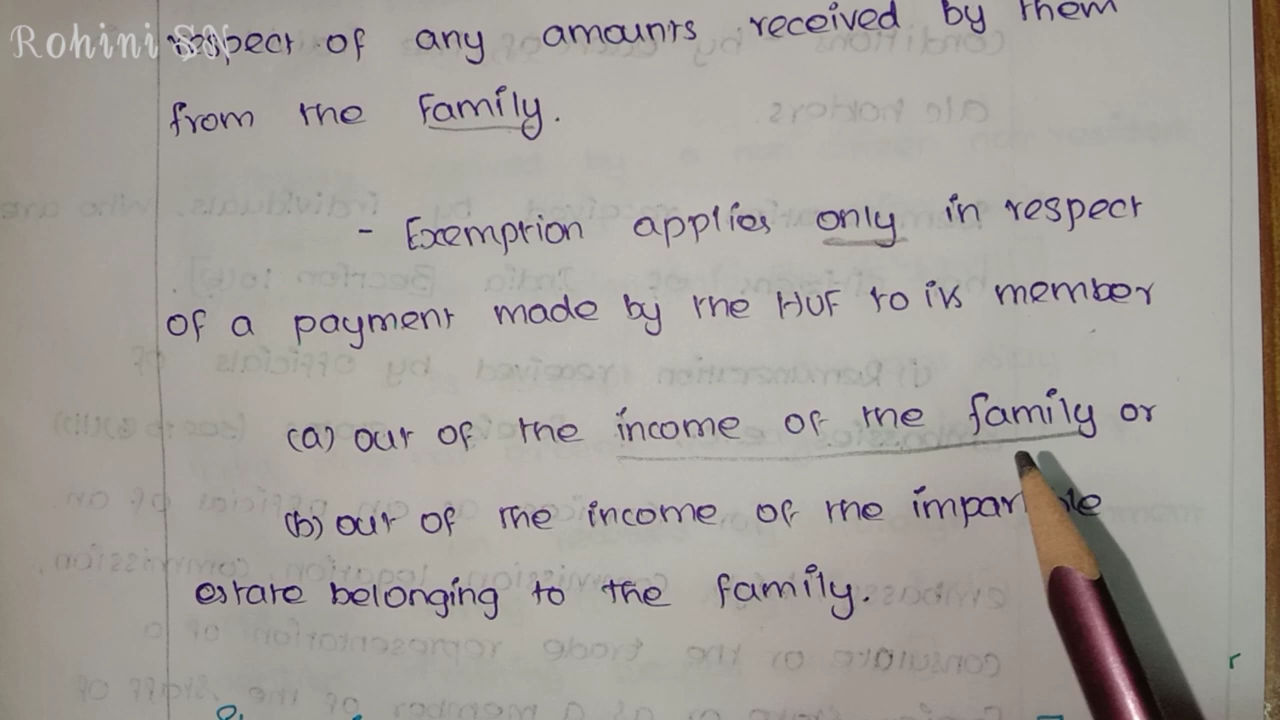 Rohini SN
respect of any amounts received by them
from the family.
- Exemption applies only in respect
of a payment made by the HUF to its member
(a) out of the income of the family or
(b) out of the income of the
estate belonging to the family.